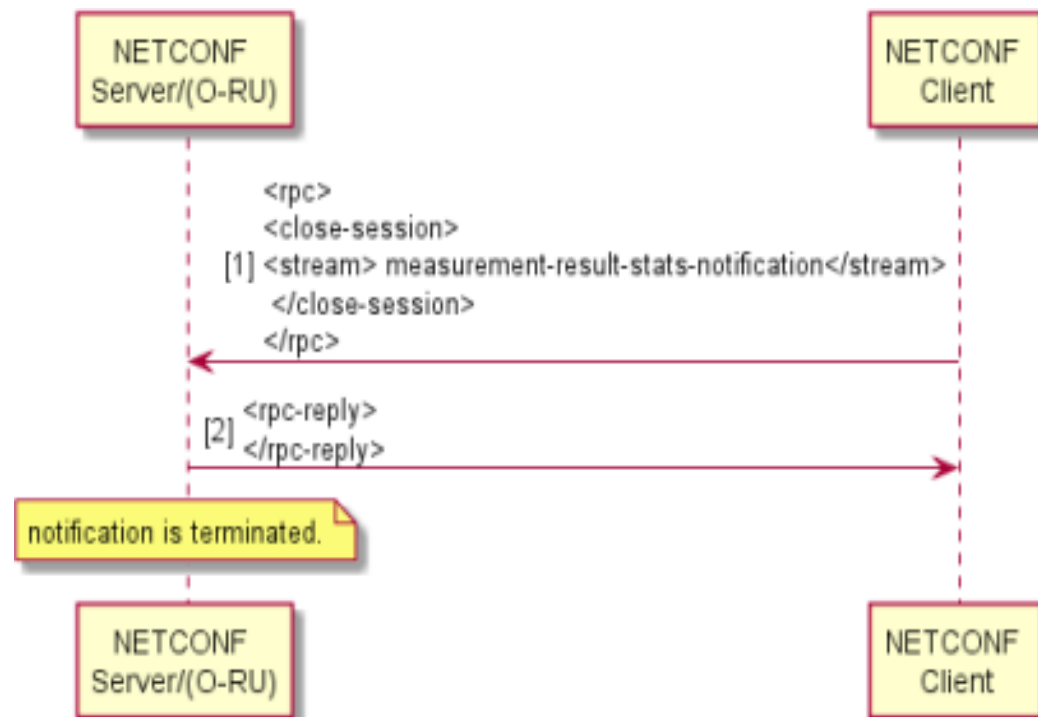 NETCONF
Server/(O-RU)
NETCONF
Client
<rpc>
<close-session>
[1] <stream> measurement-result-stats-notification</stream>
</close-session>
</rpc>
[2] <rpc-reply>
</rpc-reply>
notification is terminated.
NETCONF
Server/(O-RU)
NETCONF
Client